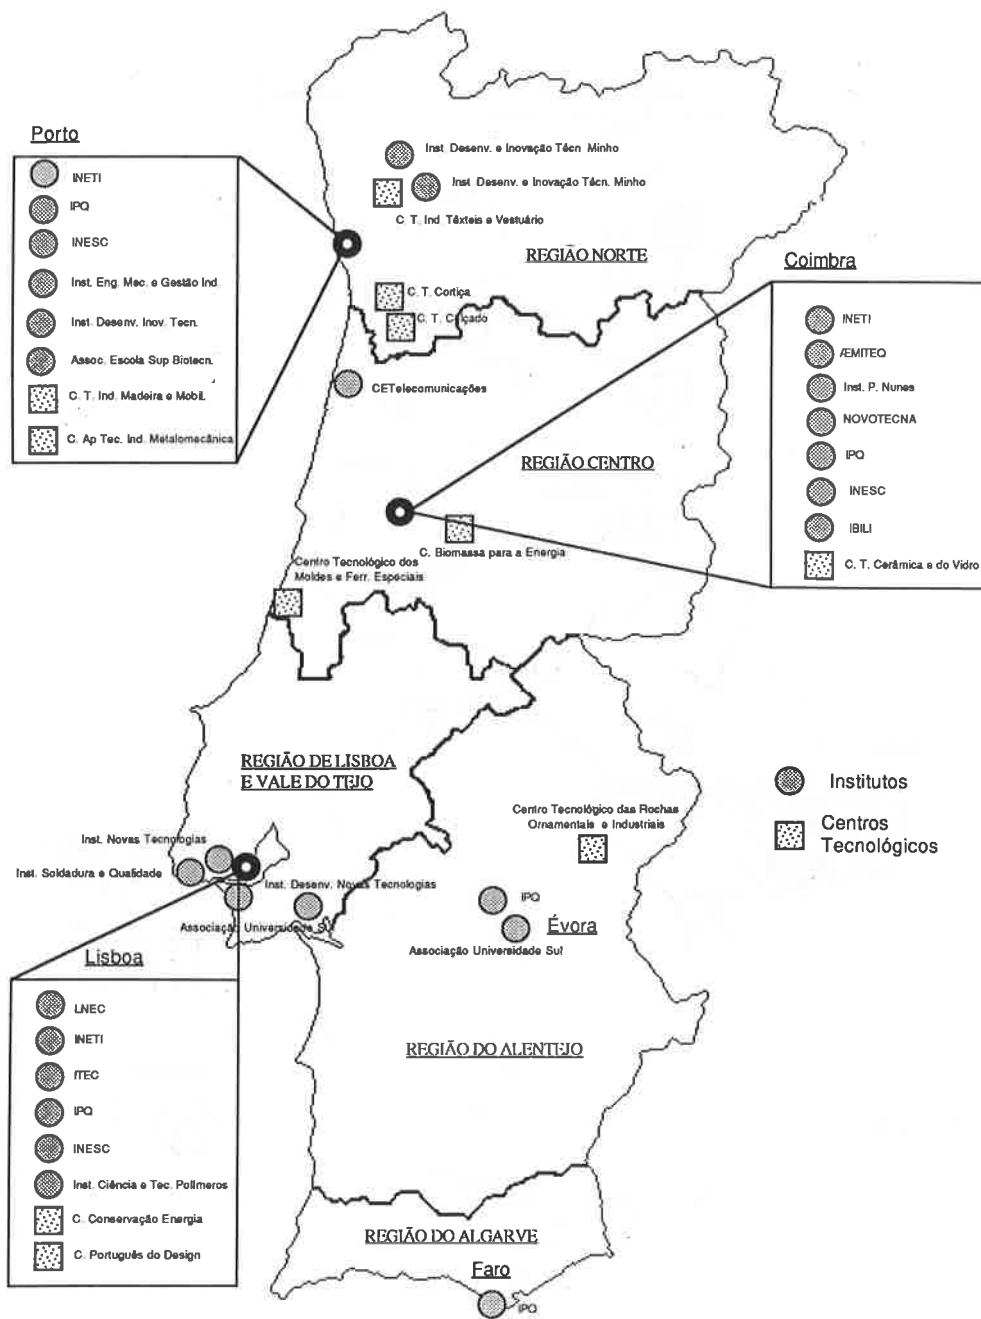 Porto
INETI
IPQ
INESC
Inst. Eng. Mec. e Gestão Ind.
Inst. Desenv. Inov. Tecn.
Assoc. Escola Sup Biotecn.
C. T. Ind. Madeira e Mobil.
C. Ap Tec. Ind. Metalomecânica
Inst Desenv. e Inovação Técn Minho
Inst. Desenv. e Inovação Técn. Minho
C. T. Ind. Têxteis e Vestuário
REGIÃO NORTE
C. T. Cortiça
C. T. Calçado
CETelecomunicações
Coimbra
INETI
ÆMITEQ
Inst. P. Nunes
NOVOTECNA
IPQ
INESC
IBILI
C. T. Cerâmica e do Vidro
REGIÃO CENTRO
C. Biomassa para a Energia
Centro Tecnológico dos
Moldes e Ferr. Especiais
REGIÃO DE LISBOA
E VALE DO TEJO
Institutos
Centros
Tecnológicos
Centro Tecnológico das Rochas
Ornamentais e Industriais
Inst. Novas Tecnologias
Inst. Soldadura e Qualidade
Inst. Desenv. Novas Tecnologias
Associação Universidade Sul
IPQ
Évora
Associação Universidade Sul
Lisboa
LNEC
INETI
ITEC
IPQ
INESC
Inst. Ciência e Tec. Polímeros
C. Conservação Energia
C. Português do Design
REGIÃO DO ALENTEJO
REGIÃO DO ALGARVE
Faro
IPQ